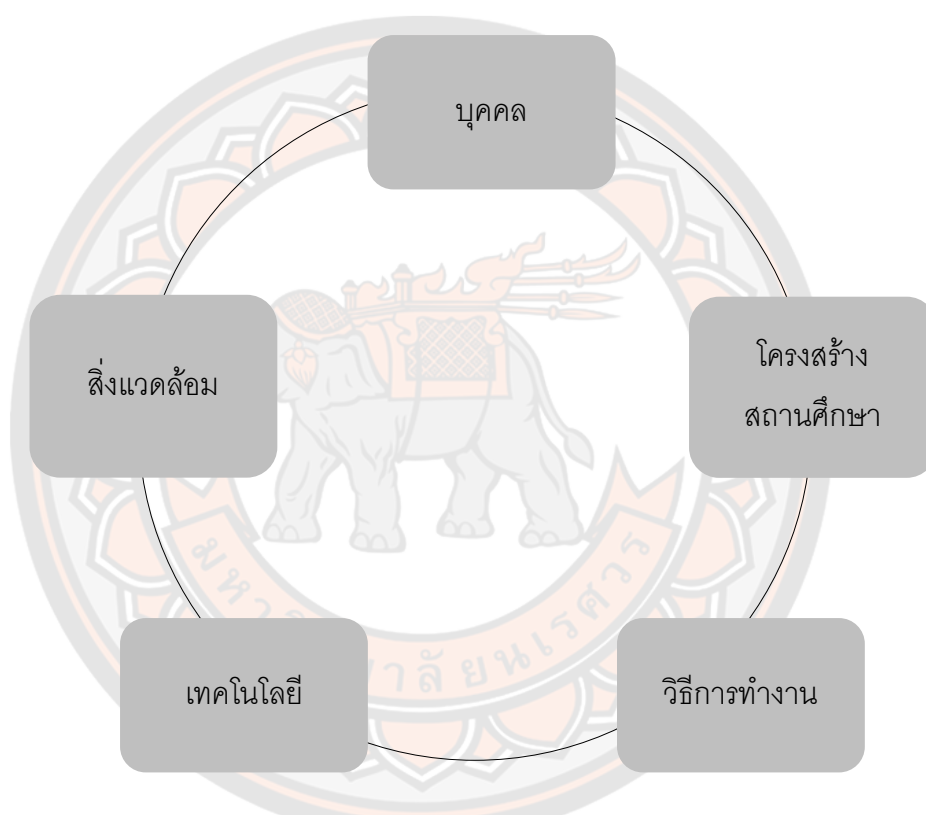 บุคคล
โครงสร้าง
สถานศึกษา
วิธีการทำงาน
เทคโนโลยี
สิ่งแวดล้อม